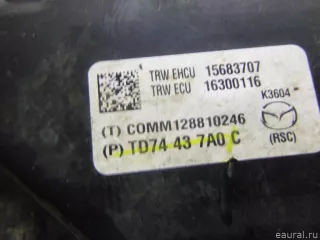 TRW EHCU 15683707
TRW ECU 16300116
K3604
(T) COMM128810246
(P) TD74 43 7A0 C
(RSC)
© eaural.ru